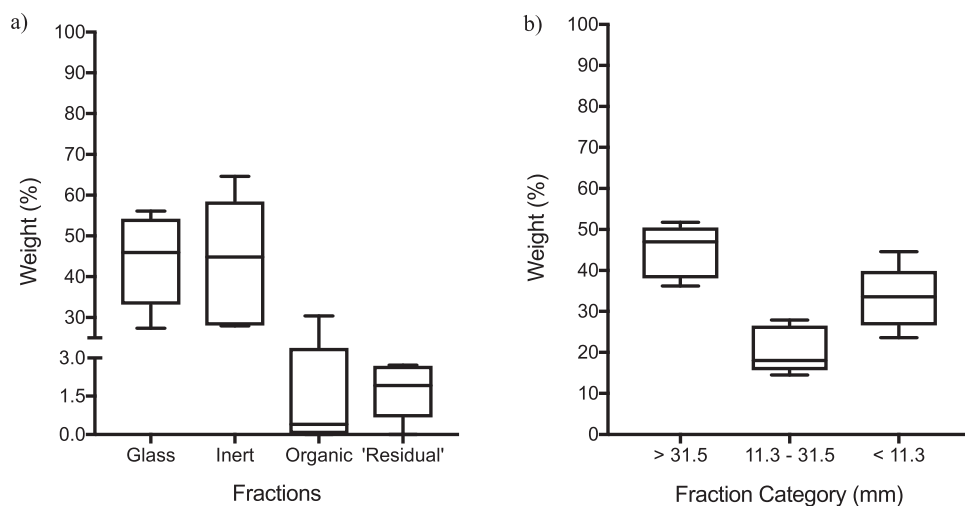 a)
100
90
80
70
60
50
40
30
3.0
1.5
0.0
Weight (%)
Glass Inert Organic 'Residual'
Fractions
b)
100
90
80
70
60
50
40
30
20
10
0
Weight (%)
> 31.5 11.3 - 31.5 < 11.3
Fraction Category (mm)